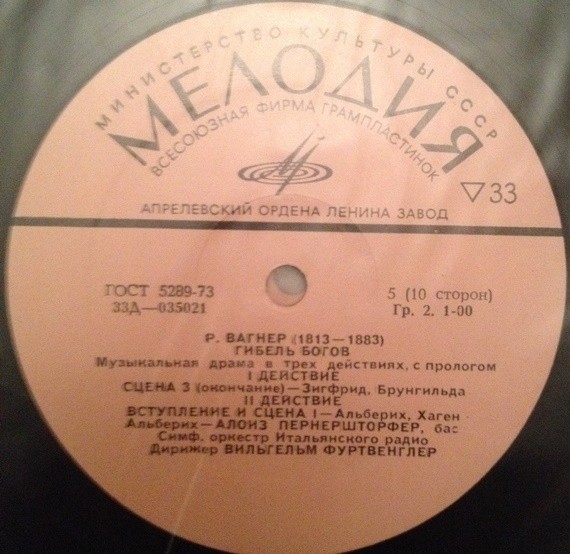 МИНИСТЕРСТВО КУЛЬТУРЫ СССР
МЕЛОДИЯ
ВСЕСОЮЗНАЯ ФИРМА ГРАМПЛАСТИНОК
▽33
АПРЕЛЕВСКИЙ ОРДЕНА ЛЕНИНА ЗАВОД
ГОСТ 5289-73
33Д—035021
5 (10 сторон)
Гр. 2. 1-00
Р. ВАГНЕР (1813—1883)
ГИБЕЛЬ БОГОВ
Музыкальная драма в трех действиях, с прологом
I ДЕЙСТВИЕ
СЦЕНА 3 (окончание)—Зигфрид, Брунгильда
II ДЕЙСТВИЕ
ВСТУПЛЕНИЕ И СЦЕНА I—Альберих, Хаген
Альберих—АЛОИЗ ПЕРНЕРШТОРФЕР, бас
Симф. оркестр Итальянского радио
Дирижер ВИЛЬГЕЛЬМ ФУРТВЕНГЛЕР